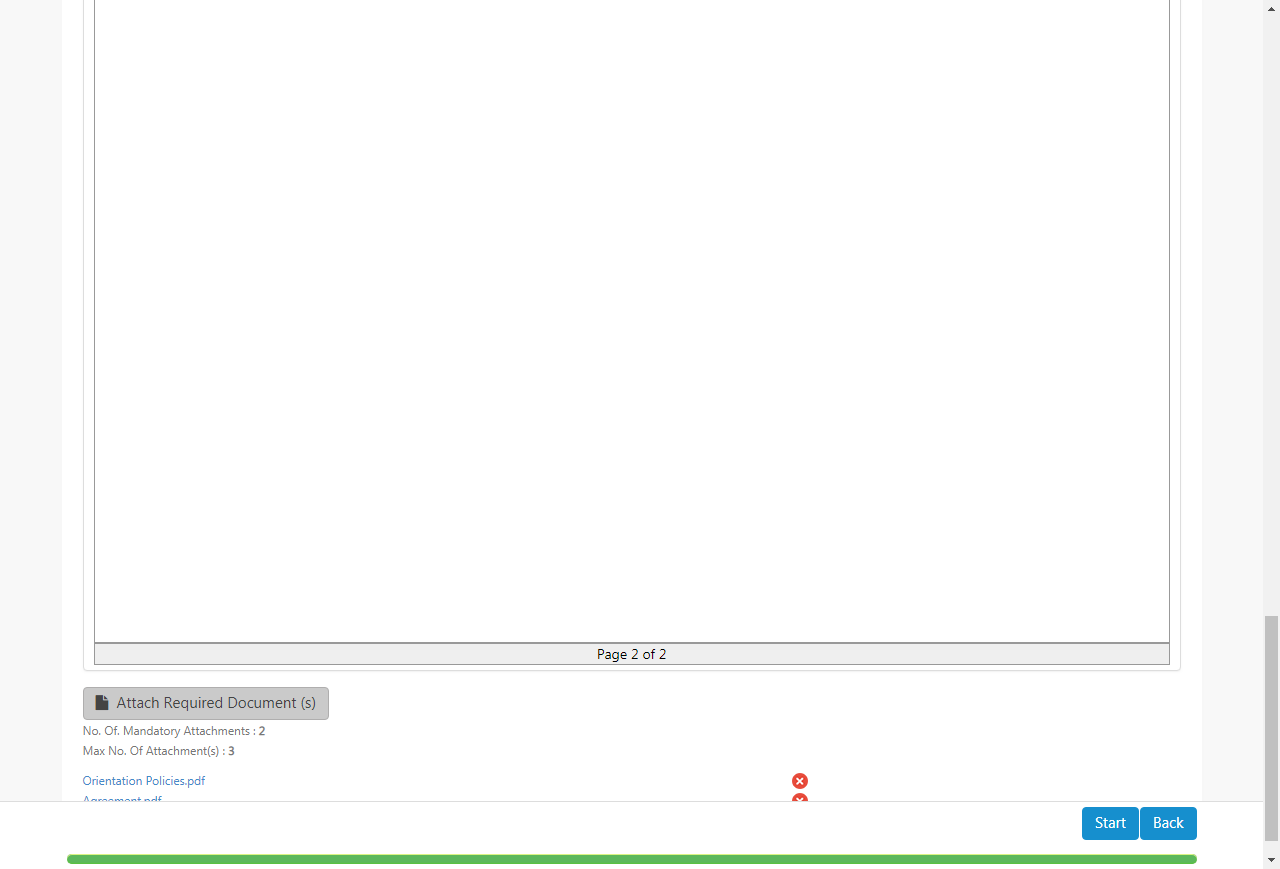 Page 2 of 2
Attach Required Document (s)
No. Of. Mandatory Attachments : 2
Max No. Of Attachment(s) : 3
Orientation Policies.pdf
Agreement.pdf
Start Back